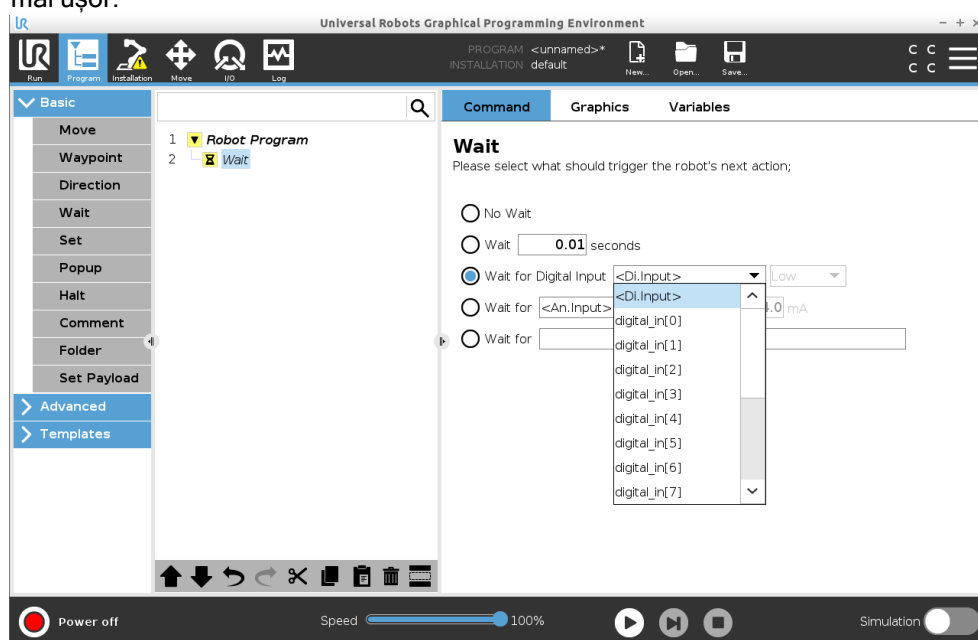 mai ușor.
Universal Robots Graphical Programming Environment
PROGRAM <unnamed>*
INSTALLATION default
Run Program Installation Move I/O Log New... Open... Save...
C C
C C
Basic
Move
Waypoint
Direction
Wait
Set
Popup
Halt
Comment
Folder
Set Payload
Advanced
Templates
1 Robot Program
2 Wait
Command Graphics Variables
Wait
Please select what should trigger the robot's next action;
No Wait
Wait 0.01 seconds
Wait for Digital Input <Di.Input> Low
Wait for <An.Input> .0 mA
Wait for
<Di.Input>
digital_in[0]
digital_in[1]
digital_in[2]
digital_in[3]
digital_in[4]
digital_in[5]
digital_in[6]
digital_in[7]
Power off Speed 100% Simulation